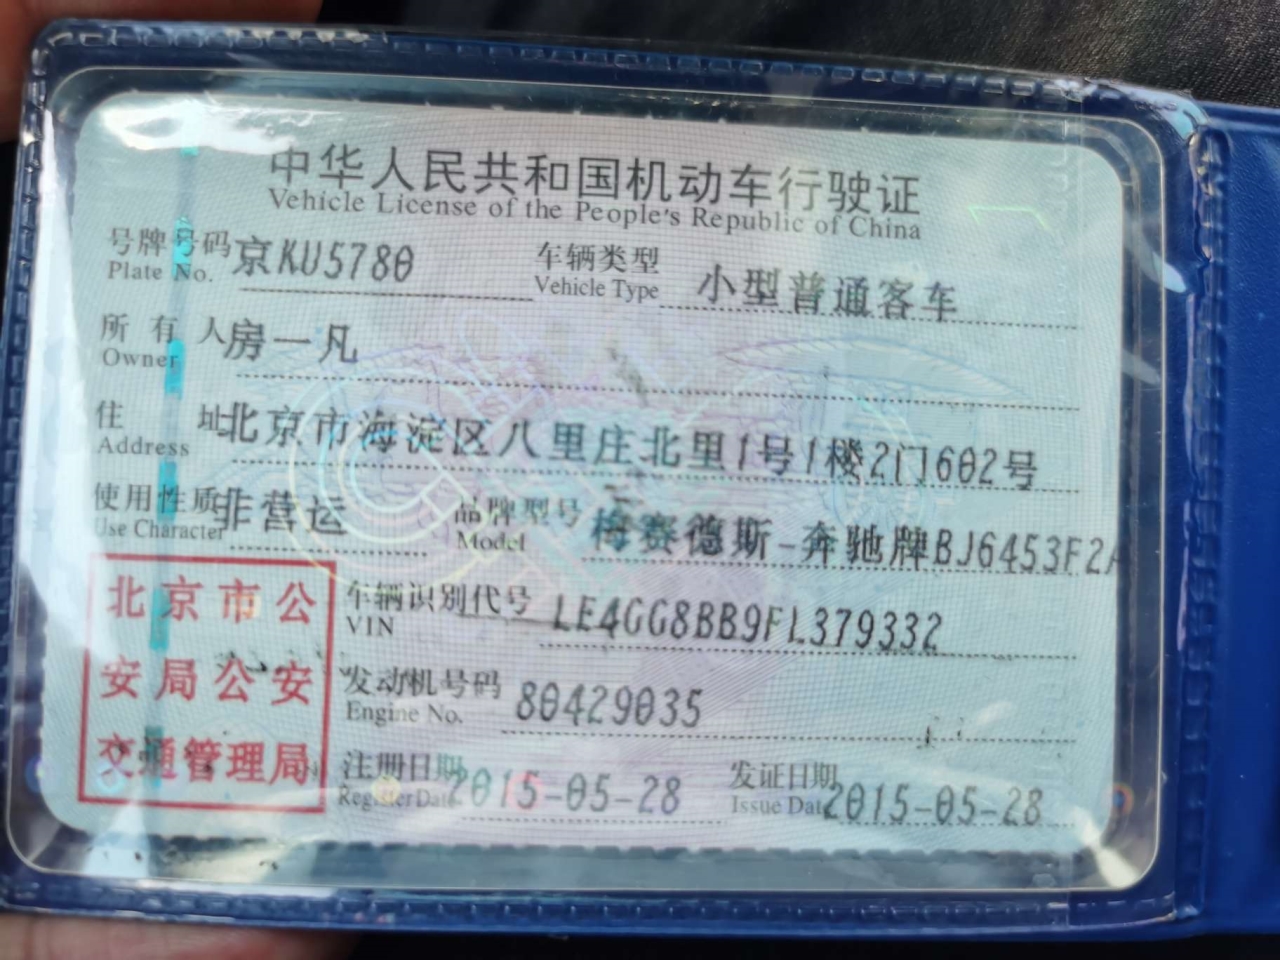 中华人民共和国机动车行驶证
Vehicle License of the People's Republic of China
号牌号码 京KU5780 车辆类型 小型普通客车
Plate No. Vehicle Type
所有人 房一凡
Owner
住址 北京市海淀区八里庄北里1号1楼2门602号
Address
使用性质 非营运 品牌型号 梅赛德斯-奔驰牌BJ6453F2A
Use Character Model
北京市公
安局公安
交通管理局
车辆识别代号 LE4GG8BB9FL379332
VIN
发动机号码 80429035
Engine No.
注册日期 2015-05-28 发证日期 2015-05-28
Register Date Issue Date